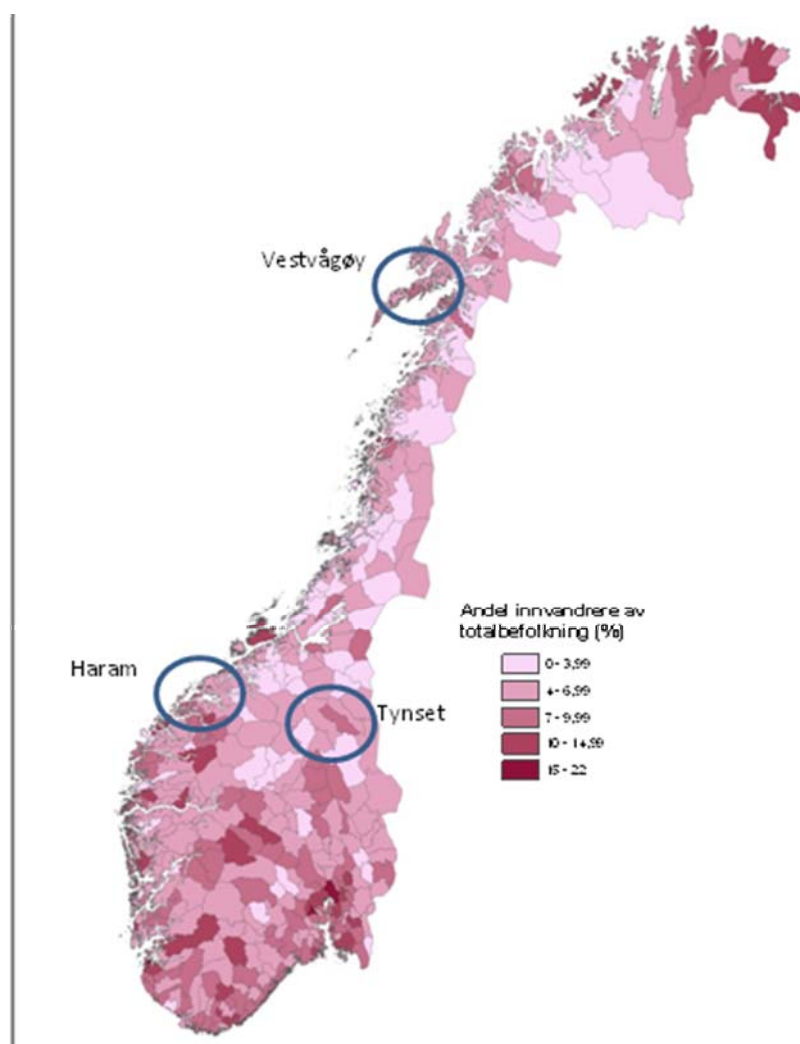 Vestvågøy
Andel innvandrere av
totalbefolkning (%)
0 - 3,99
4 - 6,99
7 - 9,99
10 - 14,99
15 - 22
Haram
Tynset